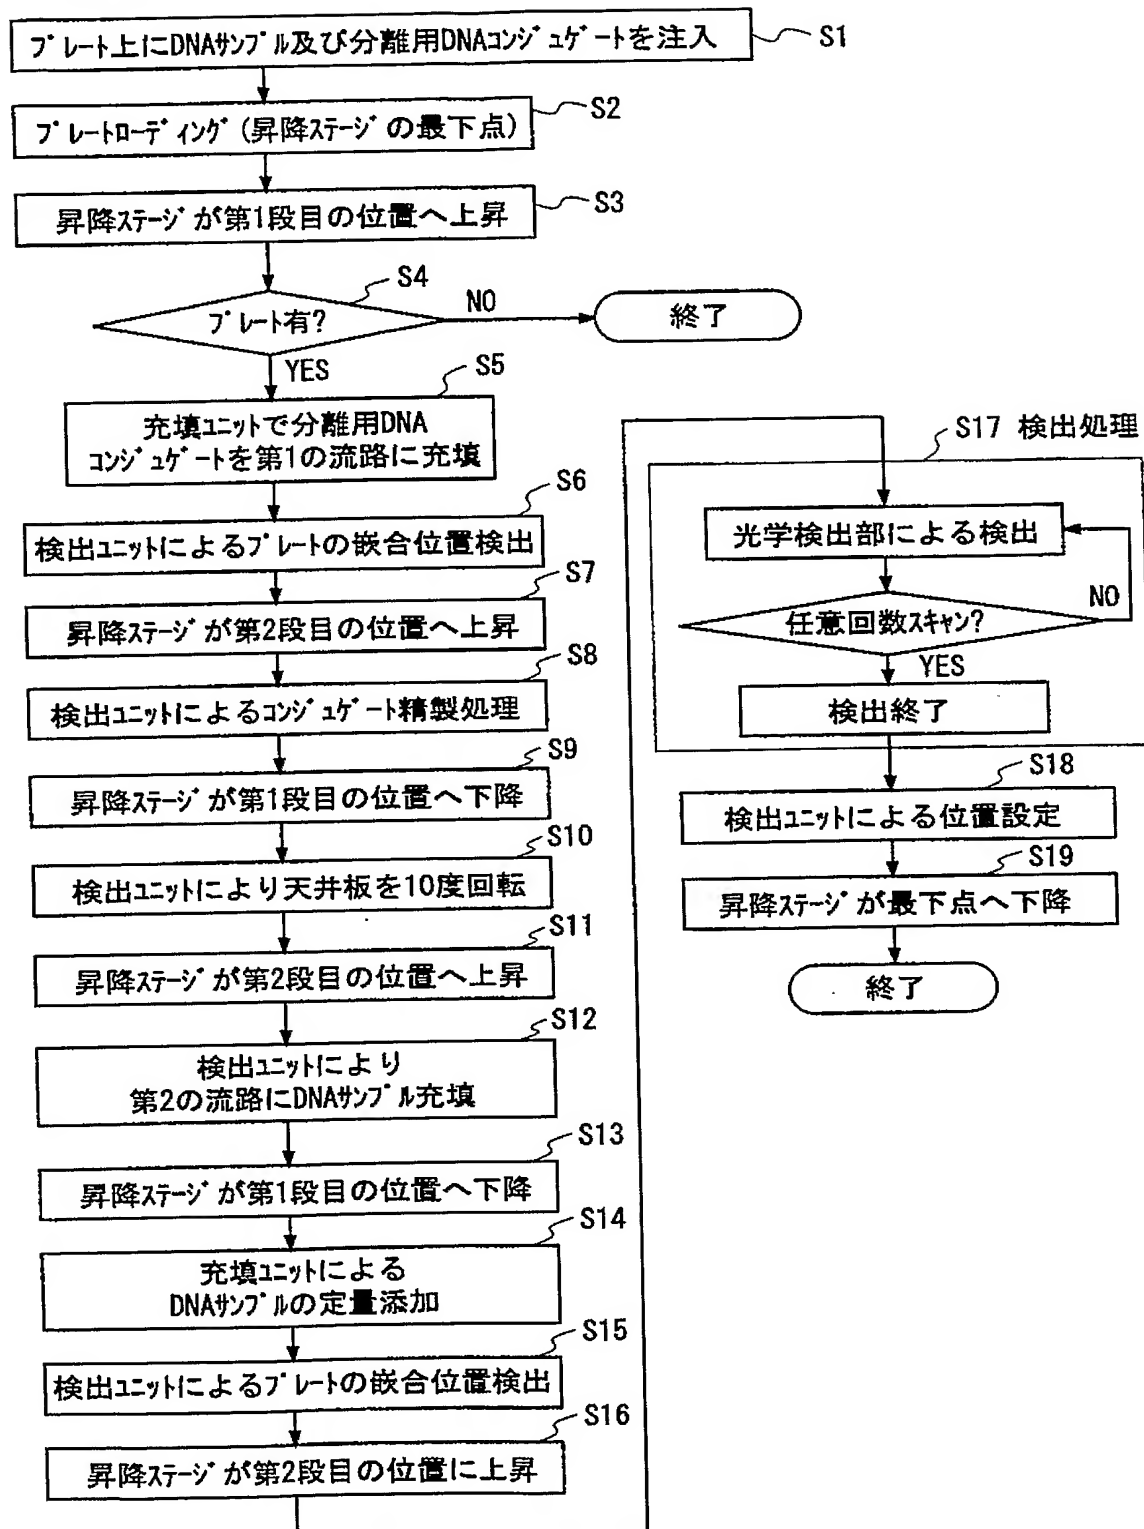 プレート上にDNAサンプル及び分離用DNAコンジュゲートを注入 S1
プレートローディング(昇降ステージの最下点) S2
昇降ステージが第1段目の位置へ上昇 S3
S4
プレート有?
NO
終了
YES
S5
充填ユニットで分離用DNA
コンジュゲートを第1の流路に充填
S6
検出ユニットによるプレートの嵌合位置検出
S7
昇降ステージが第2段目の位置へ上昇
S8
検出ユニットによるコンジュゲート精製処理
S9
昇降ステージが第1段目の位置へ下降
S10
検出ユニットにより天井板を10度回転
S11
昇降ステージが第2段目の位置へ上昇
S12
検出ユニットにより
第2の流路にDNAサンプル充填
S13
昇降ステージが第1段目の位置へ下降
S14
充填ユニットによる
DNAサンプルの定量添加
S15
検出ユニットによるプレートの嵌合位置検出
S16
昇降ステージが第2段目の位置に上昇
S17 検出処理
光学検出部による検出
任意回数スキャン?
NO
YES
検出終了
S18
検出ユニットによる位置設定
S19
昇降ステージが最下点へ下降
終了